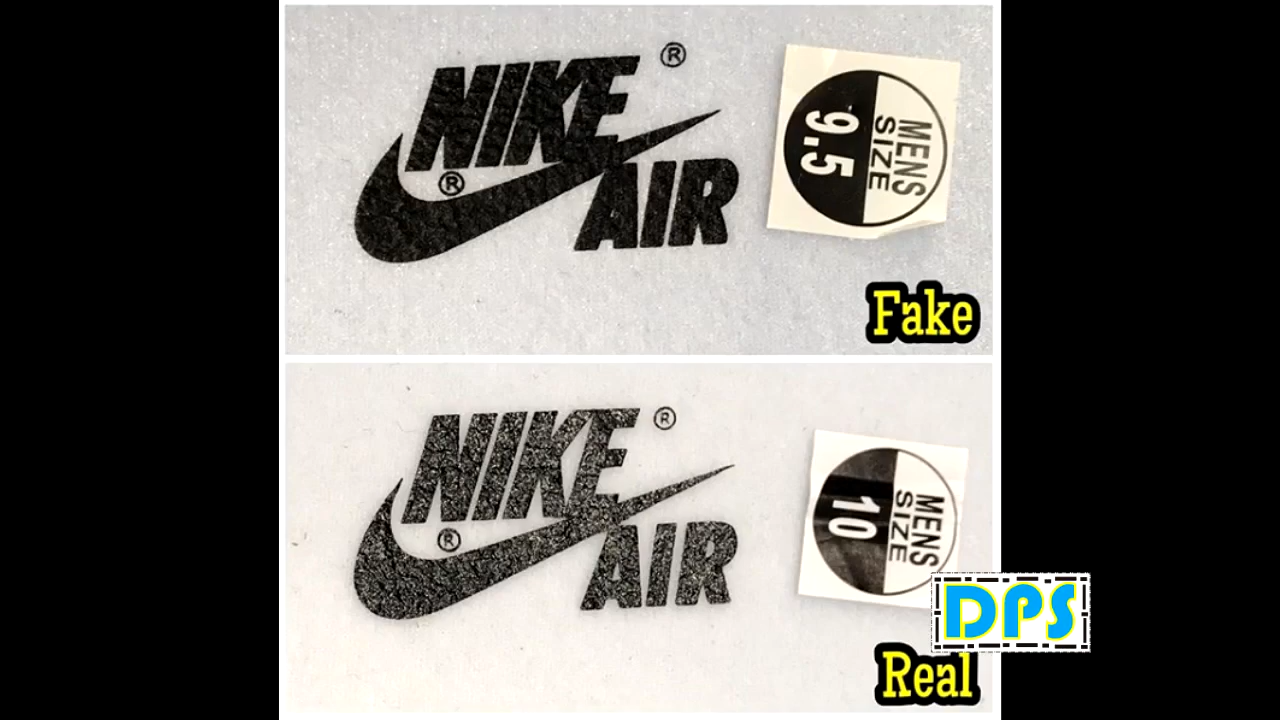 NIKE ®
®
AIR
MENS
SIZE
9.5
Fake
NIKE ®
®
AIR
MENS
SIZE
10
DPS
Real